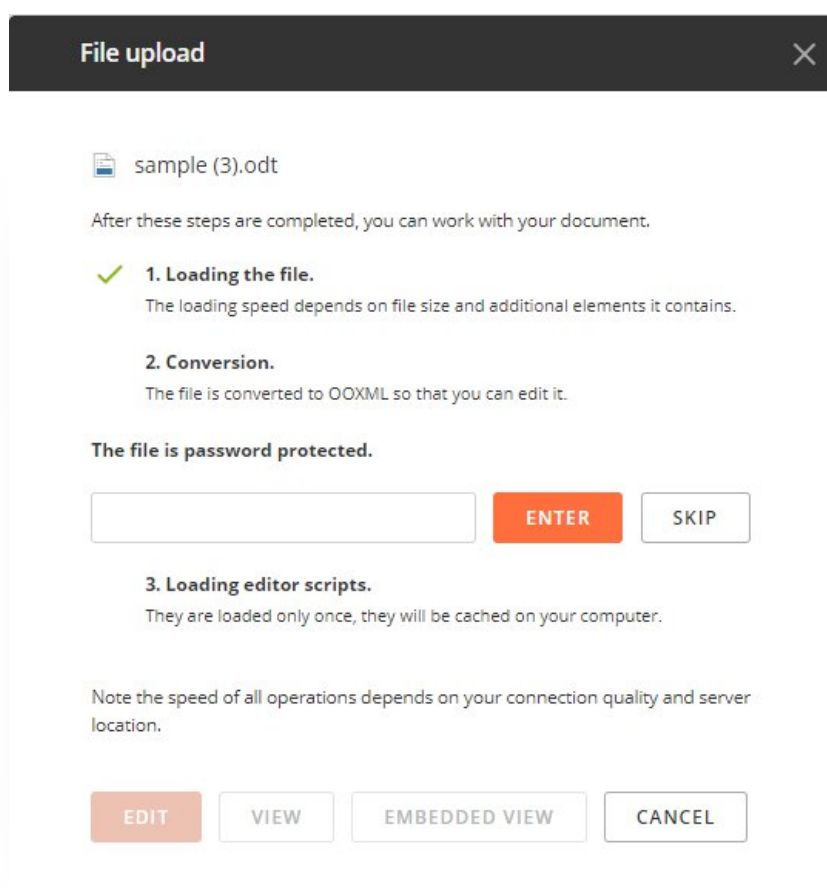 File upload
sample (3).odt
After these steps are completed, you can work with your document.
1. Loading the file.
The loading speed depends on file size and additional elements it contains.
2. Conversion.
The file is converted to OOXML so that you can edit it.
The file is password protected.
ENTER SKIP
3. Loading editor scripts.
They are loaded only once, they will be cached on your computer.
Note the speed of all operations depends on your connection quality and server
location.
EDIT VIEW EMBEDDED VIEW CANCEL